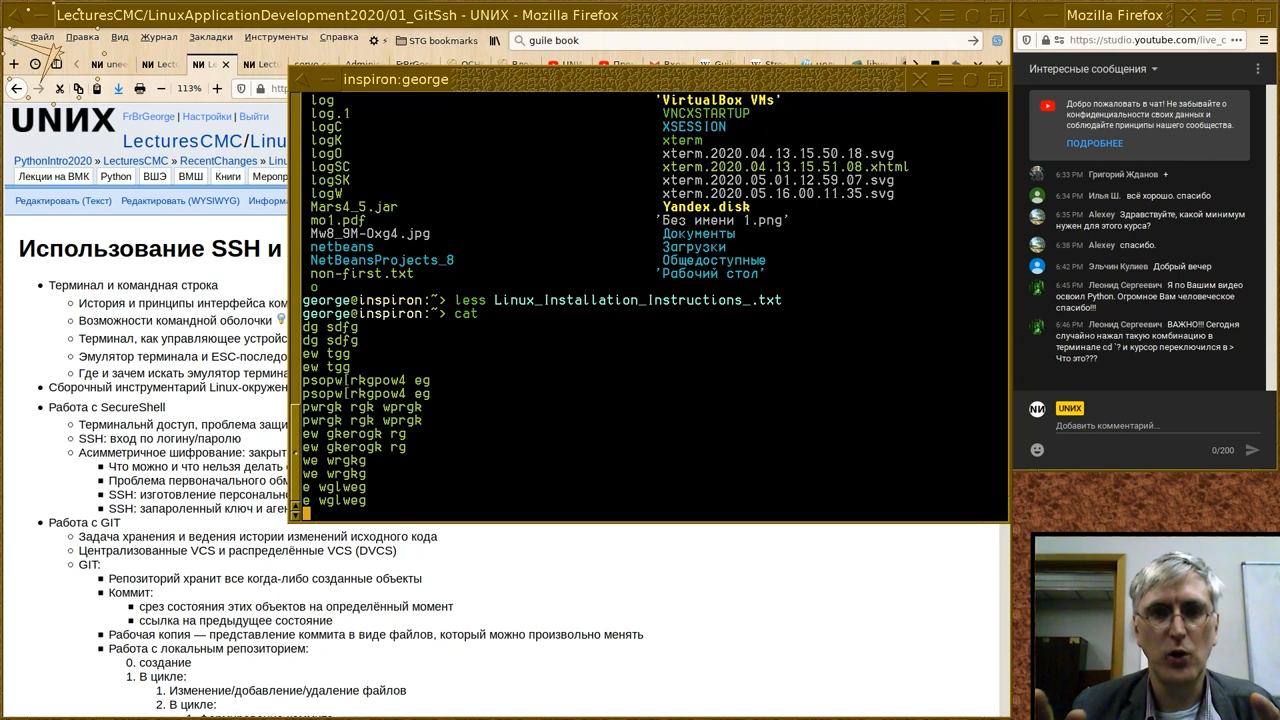 LecturesCMC/LinuxApplicationDevelopment2020/01_GitSsh - UNИX - Mozilla Firefox
Файл Правка Вид Журнал Закладки Инструменты Справка
STG bookmarks
guile book
113%
UNИX
FrBrGeorge | Настройки | Выйти
LecturesCMC/Linu
PythonIntro2020 » LecturesCMC » RecentChanges » Linu
Лекции на ВМК Python ВШЭ ВМШ Книги Меропр
Редактировать (Текст) Редактировать (WYSIWYG) Информа
Использование SSH и
Терминал и командная строка
История и принципы интерфейса ком
Возможности командной оболочки
Терминал, как управляющее устройс
Эмулятор терминала и ESC-последо
Где и зачем искать эмулятор термина
Сборочный инструментарий Linux-окружен
Работа с SecureShell
Терминальнй доступ, проблема защи
SSH: вход по логину/паролю
Асимметричное шифрование: закрыт
Что можно и что нельзя делать с
Проблема первоначального обм
SSH: изготовление персонально
SSH: запароленный ключ и аген
Работа с GIT
Задача хранения и ведения истории изменений исходного кода
Централизованные VCS и распределённые VCS (DVCS)
GIT:
Репозиторий хранит все когда-либо созданные объекты
Коммит:
срез состояния этих объектов на определённый момент
ссылка на предыдущее состояние
Рабочая копия — представление коммита в виде файлов, который можно произвольно менять
Работа с локальным репозиторием:
0. создание
1. В цикле:
1. Изменение/добавление/удаление файлов
2. В цикле:
inspiron:george
log 'VirtualBox VMs'
log.1 VNCXSTARTUP
logC XSESSION
logK xterm
logO xterm.2020.04.13.15.50.18.svg
logSC xterm.2020.04.13.15.51.08.xhtml
logSK xterm.2020.05.01.12.59.07.svg
logW xterm.2020.05.16.00.11.35.svg
Mars4_5.jar Yandex.disk
mo1.pdf 'Без имени 1.png'
Mw8_9M-Oxg4.jpg Документы
netbeans Загрузки
NetBeansProjects_8 Общедоступные
non-first.txt 'Рабочий стол'
o
george@inspiron:~> less Linux_Installation_Instructions_.txt
george@inspiron:~> cat
dg sdfg
dg sdfg
ew tgg
ew tgg
psopw[rkgpow4 eg
psopw[rkgpow4 eg
pwrgk rgk wprgk
pwrgk rgk wprgk
ew gkerogk rg
ew gkerogk rg
we wrgkg
we wrgkg
e wglweg
e wglweg
Mozilla Firefox
https://studio.youtube.com/live_c
Интересные сообщения
Добро пожаловать в чат! Не забывайте о
конфиденциальности своих данных и
соблюдайте принципы нашего сообщества.
ПОДРОБНЕЕ
6:33 PM Григорий Жданов +
6:34 PM Илья Ш. всё хорошо. спасибо
6:35 PM Alexey Здравствуйте, какой минимум
нужен для этого курса?
6:38 PM Alexey спасибо.
6:42 PM Эльчин Кулиев Добрый вечер
6:45 PM Леонид Сергеевич Я по Вашим видео
освоил Python. Огромное Вам человеческое
спасибо!!!
6:46 PM Леонид Сергеевич ВАЖНО!!! Сегодня
случайно нажал такую комбинацию в
терминале cd `? и курсор переключился в >
Что это???
UNИX
Добавить комментарий...
0/200